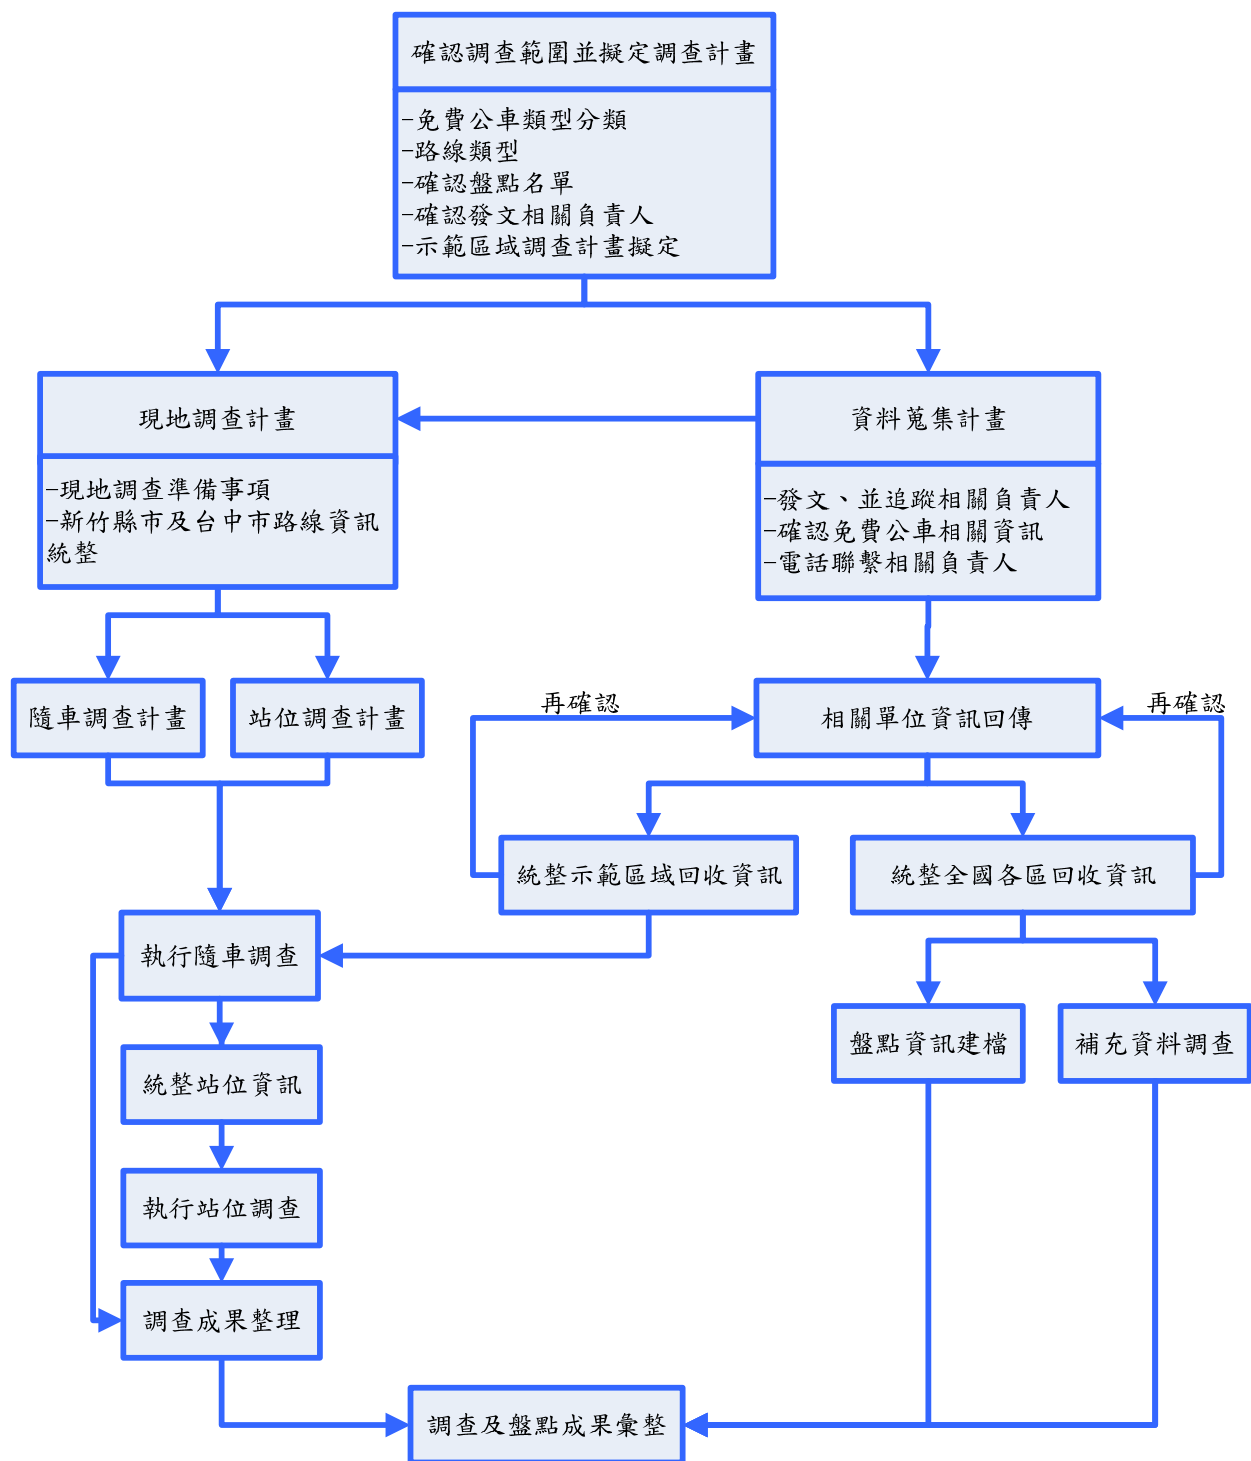 確認調查範圍並擬定調查計畫
-免費公車類型分類
-路線類型
-確認盤點名單
-確認發文相關負責人
-示範區域調查計畫擬定
現地調查計畫
-現地調查準備事項
-新竹縣市及台中市路線資訊
統整
資料蒐集計畫
-發文、並追蹤相關負責人
-確認免費公車相關資訊
-電話聯繫相關負責人
隨車調查計畫
站位調查計畫
再確認
相關單位資訊回傳
再確認
統整示範區域回收資訊
統整全國各區回收資訊
執行隨車調查
盤點資訊建檔
補充資料調查
統整站位資訊
執行站位調查
調查成果整理
調查及盤點成果彙整